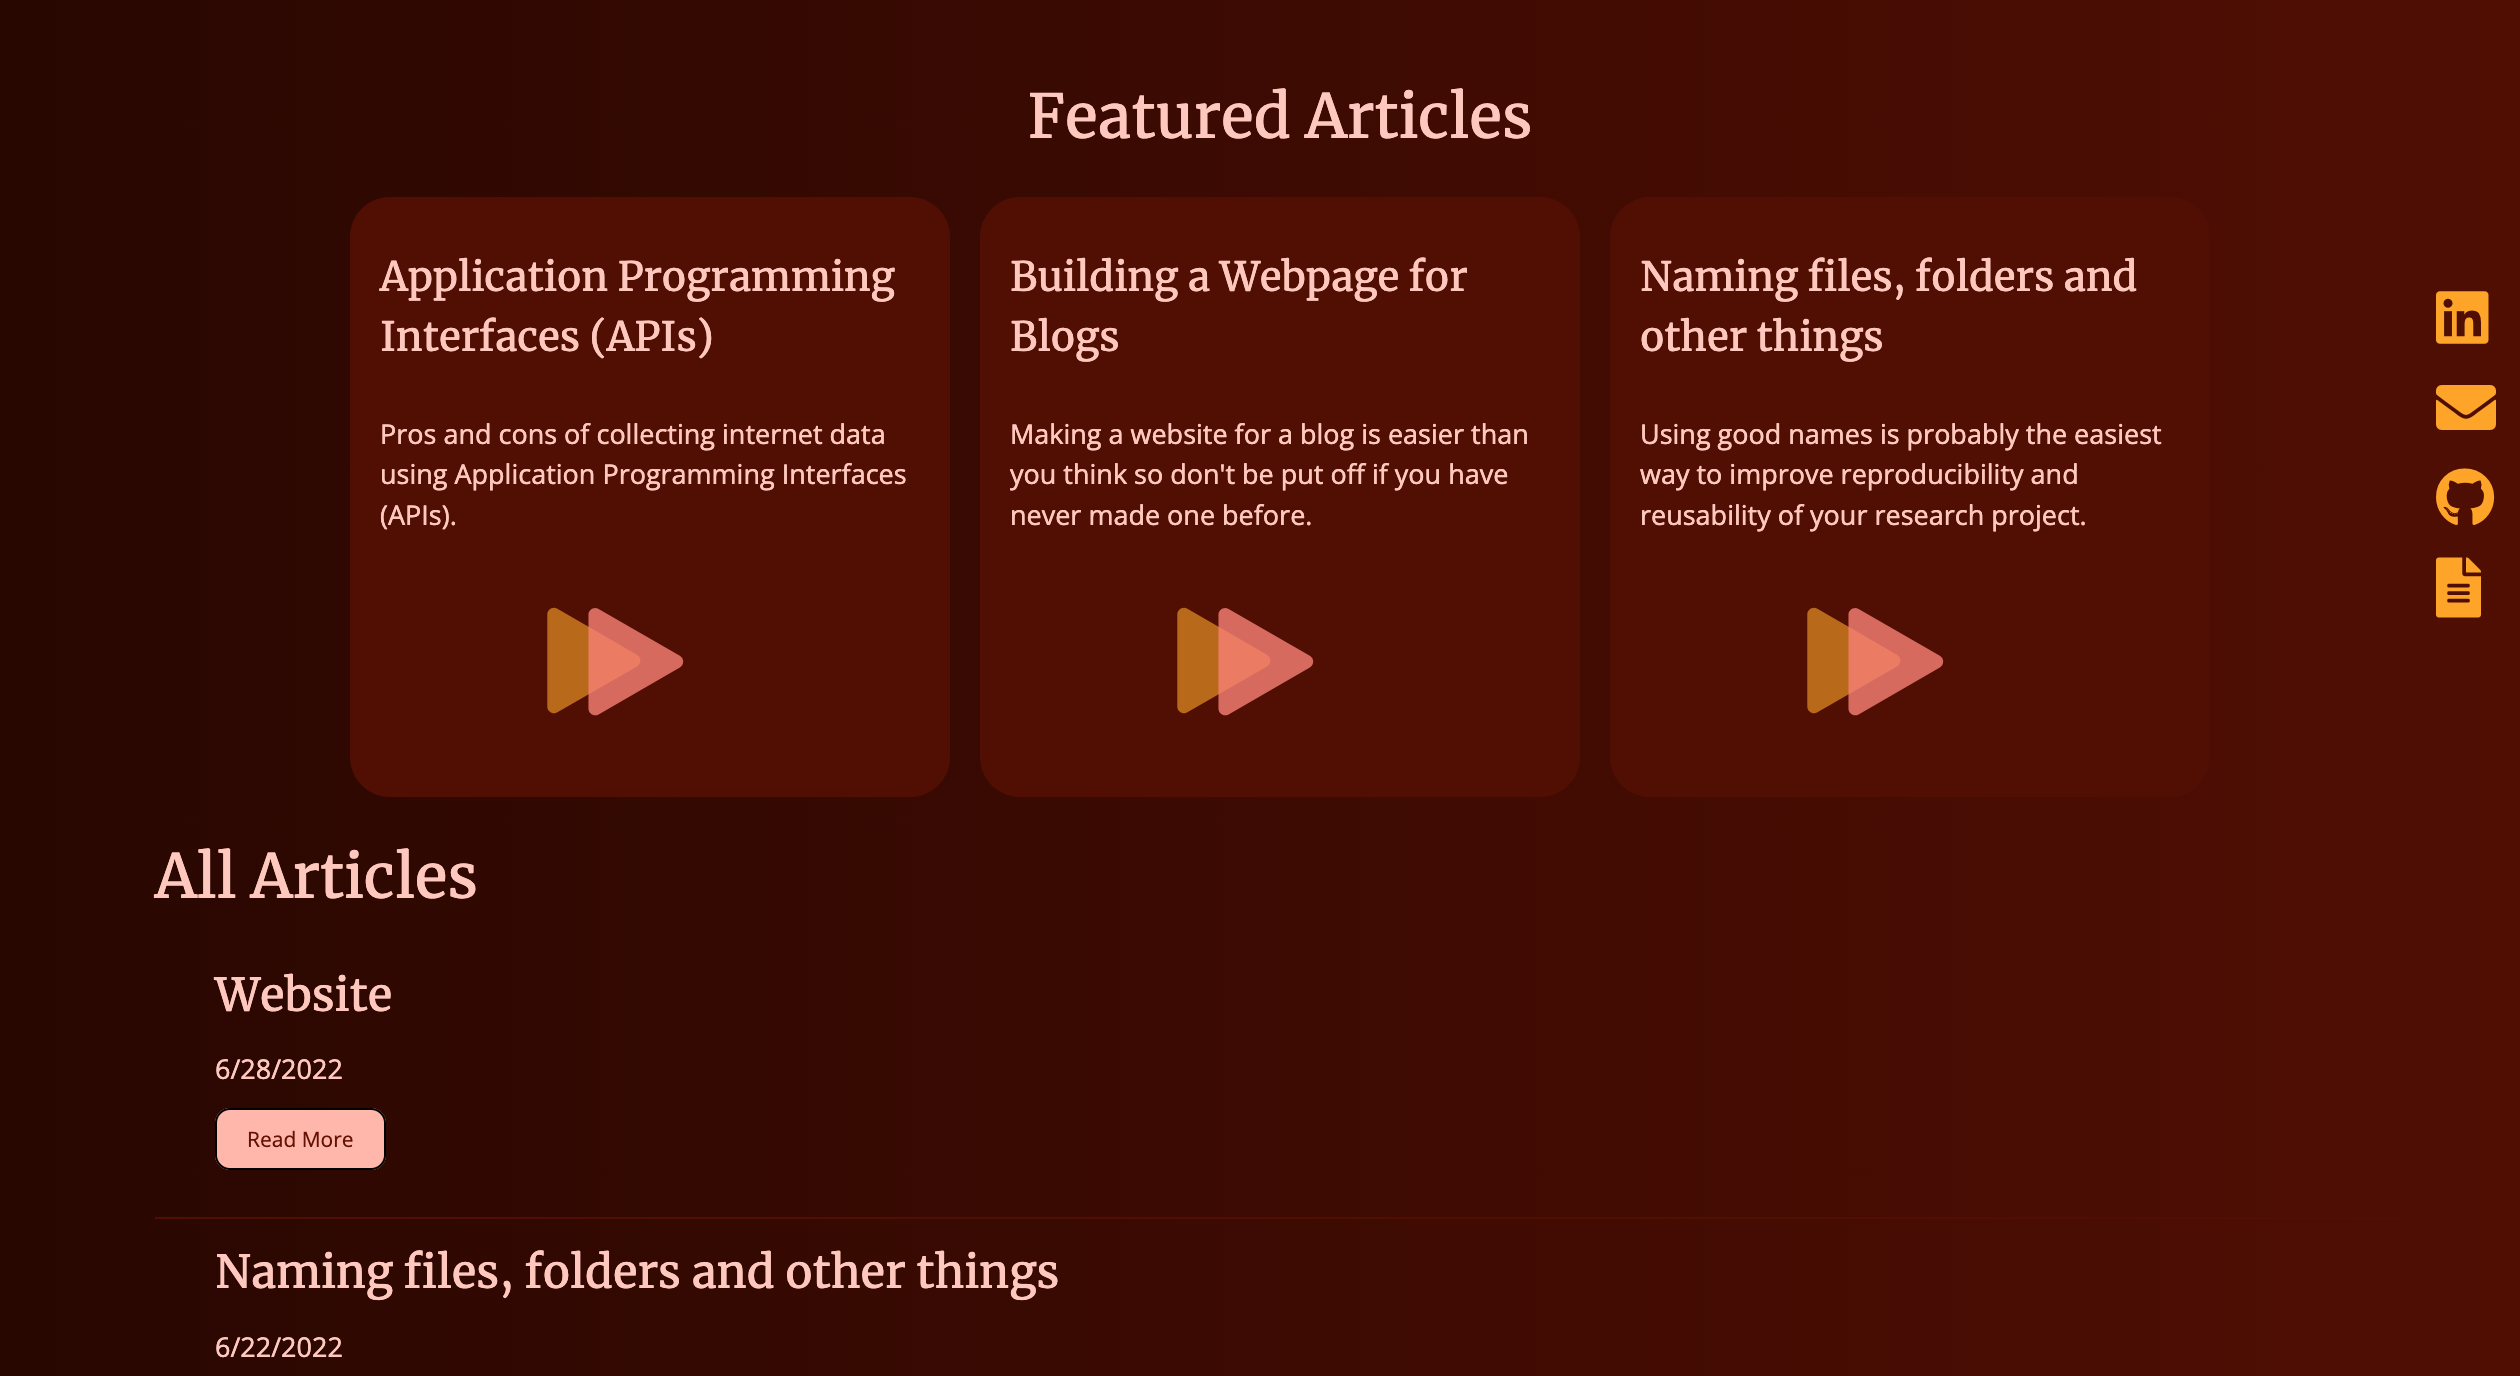 Featured Articles
Application Programming
Interfaces (APIs)
Pros and cons of collecting internet data
using Application Programming Interfaces
(APIs).
Building a Webpage for
Blogs
Making a website for a blog is easier than
you think so don't be put off if you have
never made one before.
Naming files, folders and
other things
Using good names is probably the easiest
way to improve reproducibility and
reusability of your research project.
in
All Articles
Website
6/28/2022
Read More
Naming files, folders and other things
6/22/2022